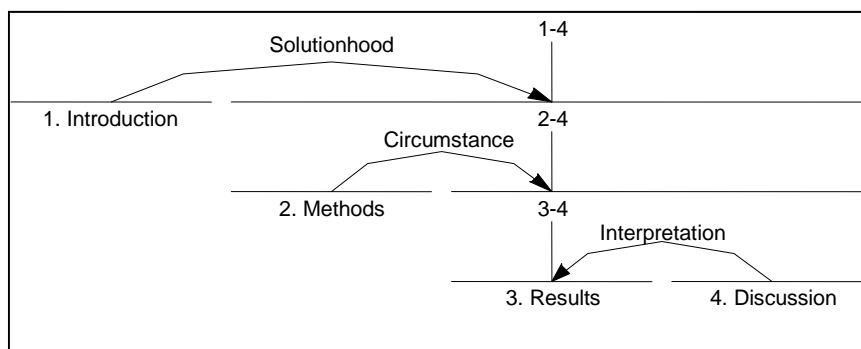 1-4
Solutionhood
1. Introduction
2-4
Circumstance
2. Methods
3-4
Interpretation
3. Results
4. Discussion